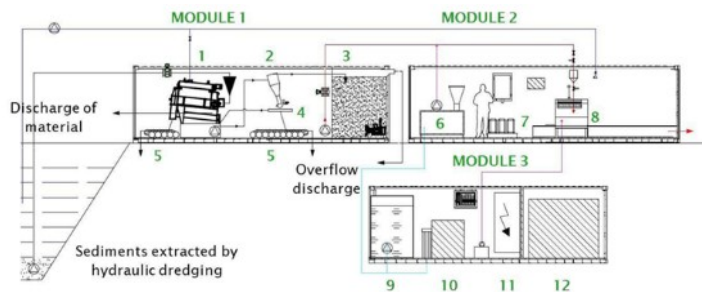 MODULE 1
MODULE 2
1
2
3
4
Discharge of
material
5
5
6
7
8
Overflow
discharge
MODULE 3
Sediments extracted by
hydraulic dredging
9
10
11
12